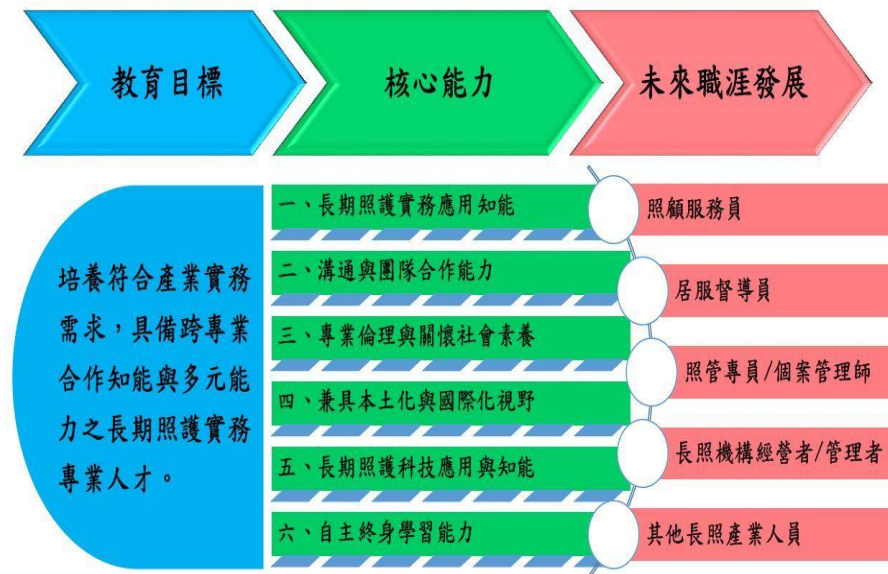 教育目標
核心能力
未來職涯發展
培養符合產業實務
需求，具備跨專業
合作知能與多元能
力之長期照護實務
專業人才。
一、長期照護實務應用知能
二、溝通與團隊合作能力
三、專業倫理與關懷社會素養
四、兼具本土化與國際化視野
五、長期照護科技應用與知能
六、自主終身學習能力
照顧服務員
居服督導員
照管專員/個案管理師
長照機構經營者/管理者
其他長照產業人員